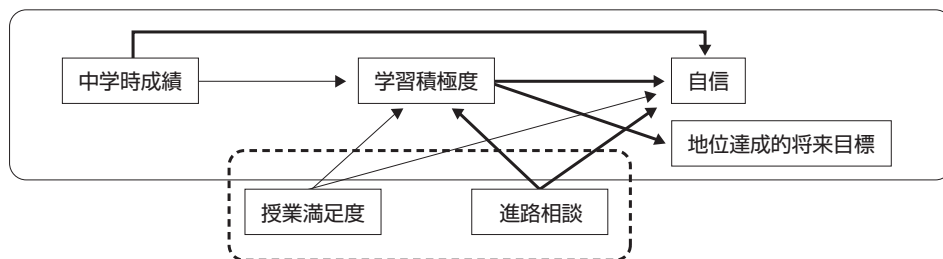 中学時成績
学習積極度
自信
地位達成的将来目標
授業満足度
進路相談